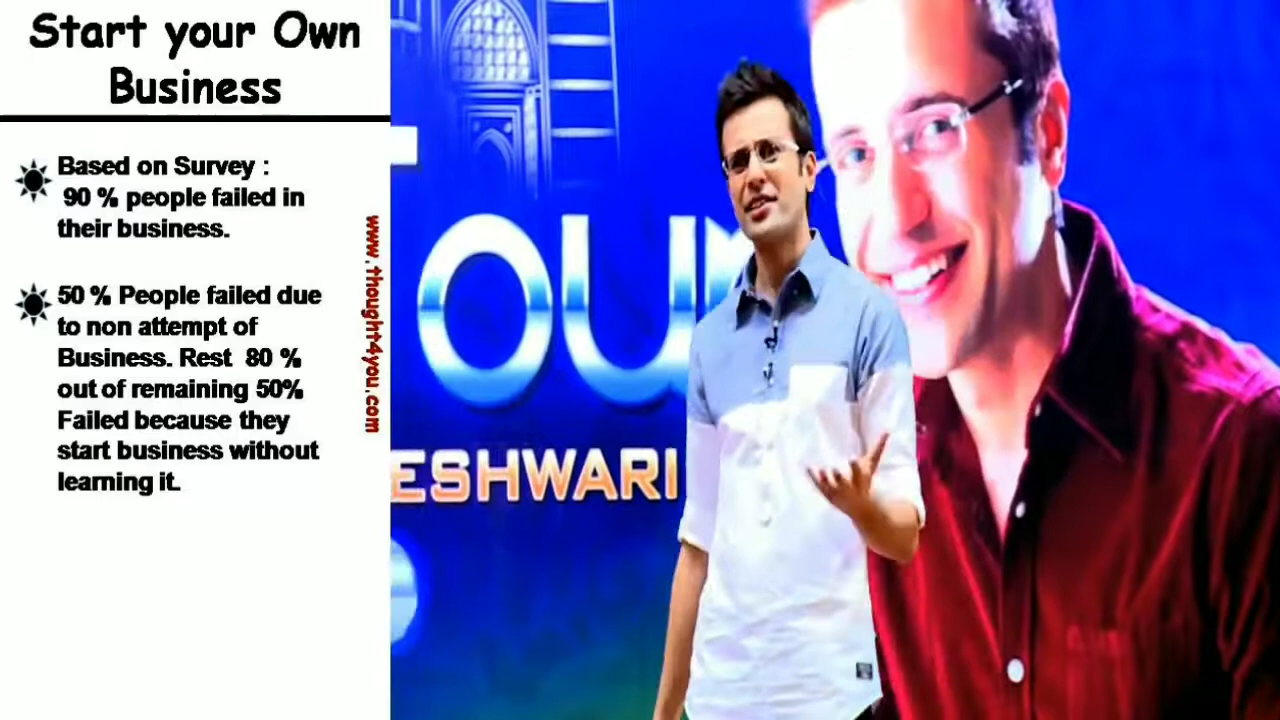 Start your Own
Business
Based on Survey :
90 % people failed in
their business.
50 % People failed due
to non attempt of
Business. Rest 80 %
out of remaining 50%
Failed because they
start business without
learning it.
www.thought4you.com
OU
ESHWARI